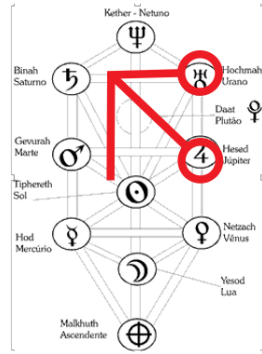 Kether - Netuno
Binah
Saturno
Hochmah
Urano
Daat
Plutão
Gevurah
Marte
Hesed
Júpiter
Tiphereth
Sol
Hod
Mercúrio
Netzach
Vênus
Yesod
Lua
Malkhuth
Ascendente